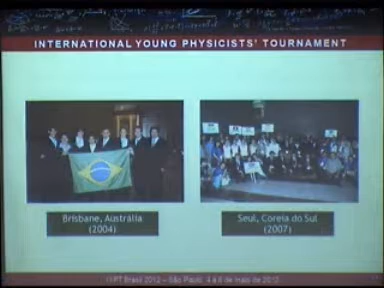 INTERNATIONAL YOUNG PHYSICISTS' TOURNAMENT
Brisbane, Austrália
(2004)
Seul, Coreia do Sul
(2007)
IYPT Brasil 2012 – São Paulo, 4 a 6 de maio de 2012